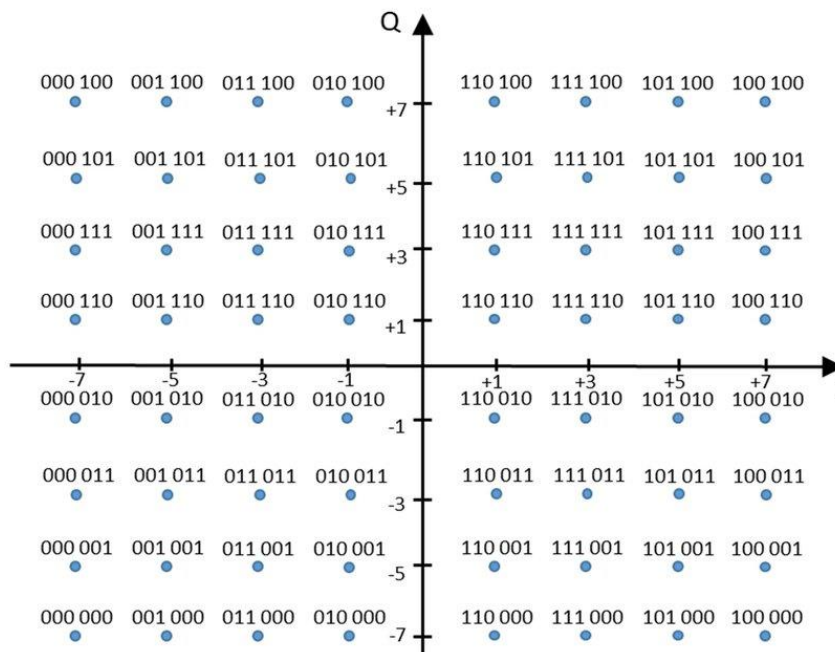 Q
000 100 001 100 011 100 010 100 110 100 111 100 101 100 100 100
+7
000 101 001 101 011 101 010 101 110 101 111 101 101 101 100 101
+5
000 111 001 111 011 111 010 111 110 111 111 111 101 111 100 111
+3
000 110 001 110 011 110 010 110 110 110 111 110 101 110 100 110
+1
-7 -5 -3 -1 +1 +3 +5 +7
000 010 001 010 011 010 010 010 110 010 111 010 101 010 100 010
-1
000 011 001 011 011 011 010 011 110 011 111 011 101 011 100 011
-3
000 001 001 001 011 001 010 001 110 001 111 001 101 001 100 001
-5
000 000 001 000 011 000 010 000 110 000 111 000 101 000 100 000
-7